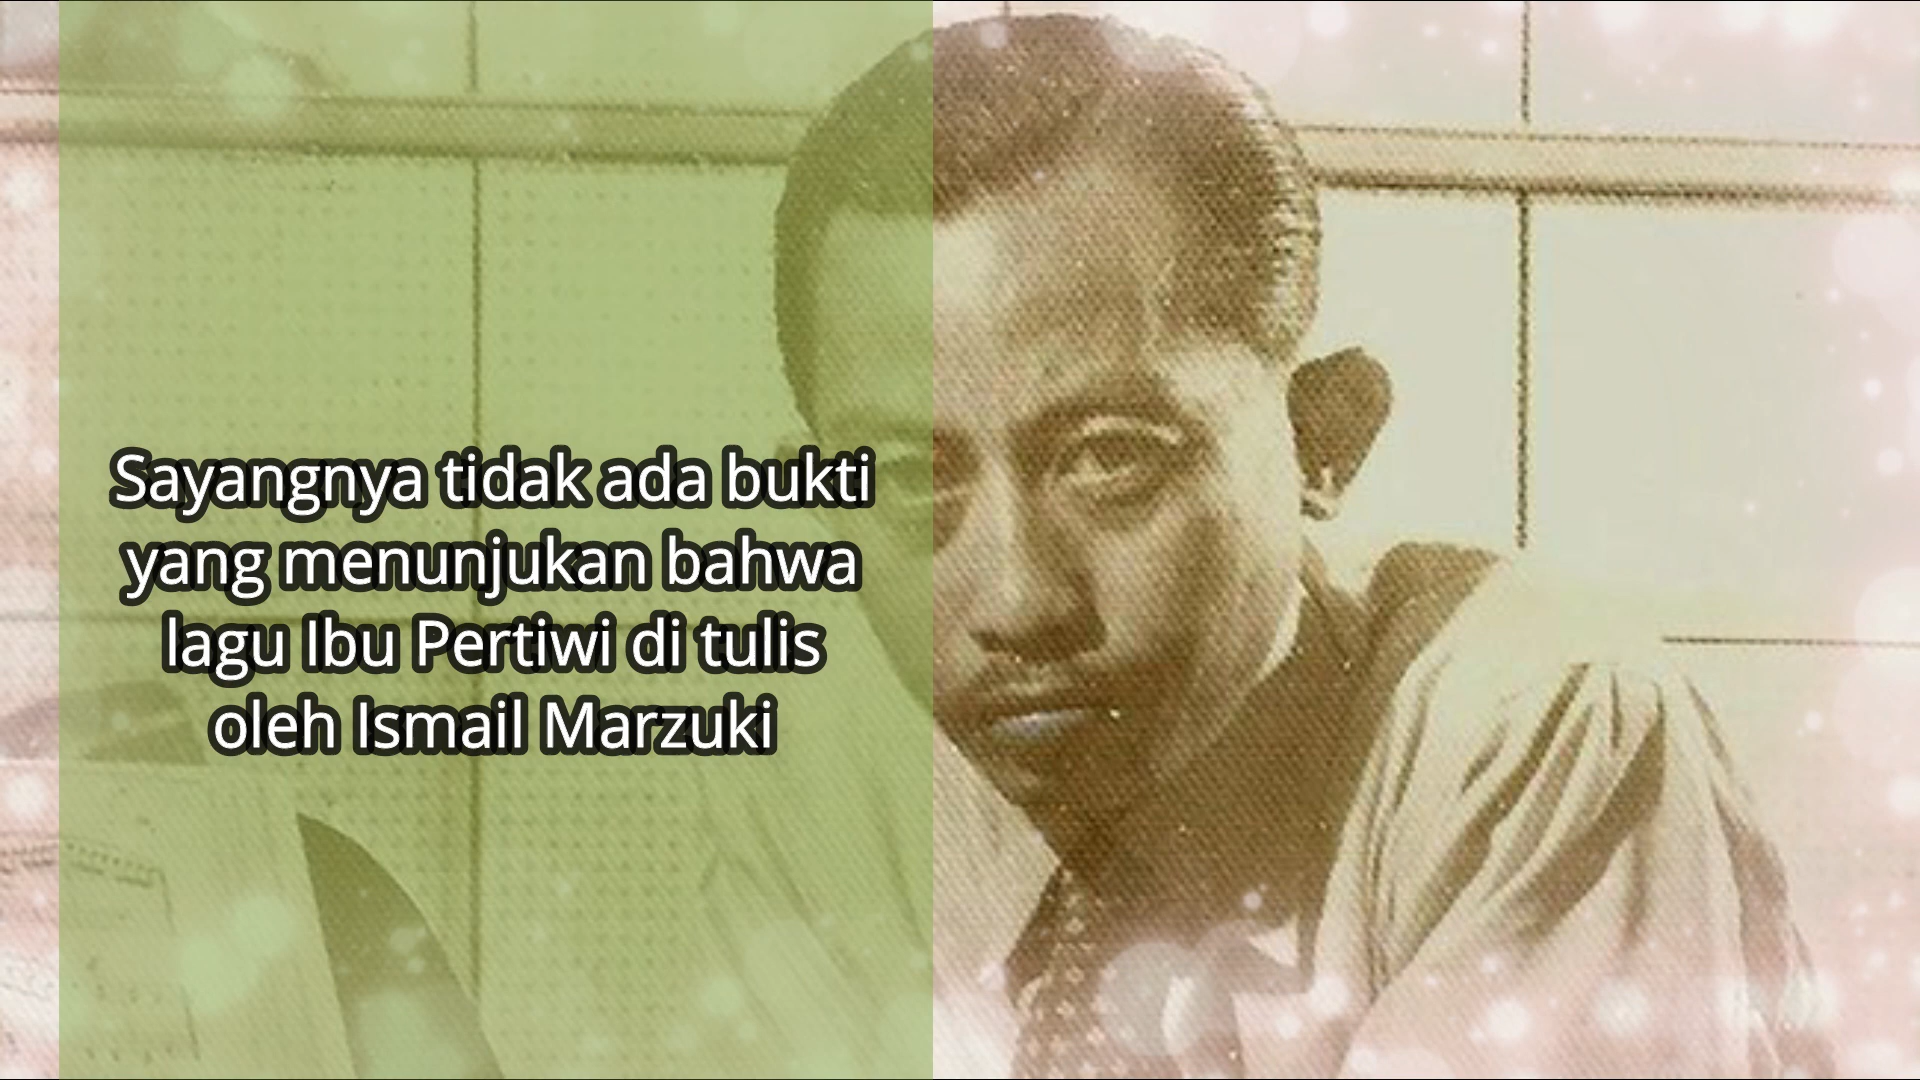 Sayangnya tidak ada bukti
yang menunjukan bahwa
lagu Ibu Pertiwi di tulis
oleh Ismail Marzuki